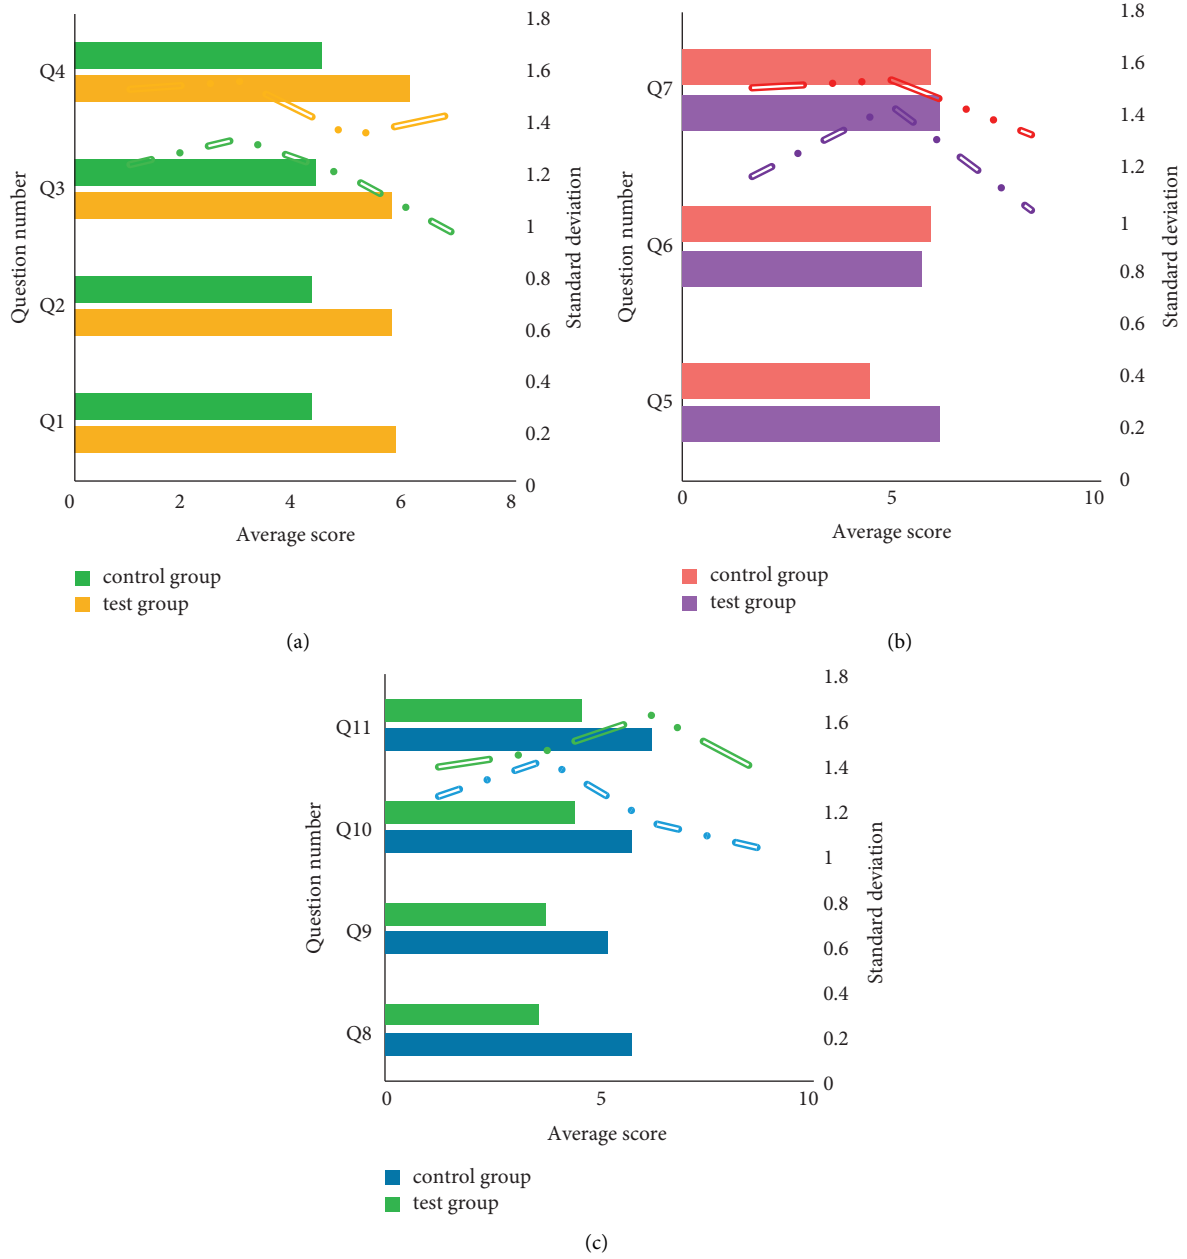 Question number
Q4
Q3
Q2
Q1
0 2 4 6 8
Average score
1.8
1.6
1.4
1.2
1
0.8
0.6
0.4
0.2
0
Standard deviation
control group
test group
(a)
Question number
Q7
Q6
Q5
0 5 10
Average score
1.8
1.6
1.4
1.2
1
0.8
0.6
0.4
0.2
0
Standard deviation
control group
test group
(b)
Question number
Q11
Q10
Q9
Q8
0 5 10
Average score
1.8
1.6
1.4
1.2
1
0.8
0.6
0.4
0.2
0
Standard deviation
control group
test group
(c)